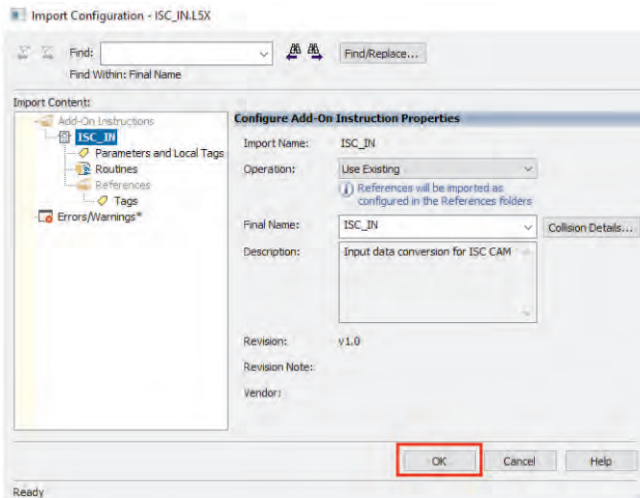 Import Configuration - ISC_IN.L5X
Find:
Find/Replace...
Find Within: Final Name
Import Content:
Add-On Instructions
ISC_IN
Parameters and Local Tags
Routines
References
Tags
Errors/Warnings*
Configure Add-On Instruction Properties
Import Name: ISC_IN
Operation: Use Existing
References will be imported as
configured in the References folders
Final Name: ISC_IN Collision Details...
Description: Input data conversion for ISC CAM
Revision: v1.0
Revision Note:
Vendor:
OK Cancel Help
Ready